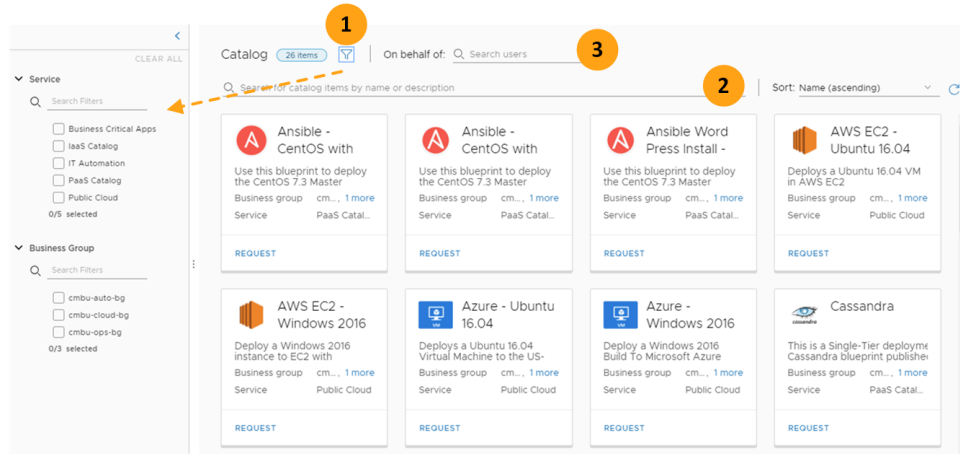 1
CLEAR ALL
Service
Search Filters
Business Critical Apps
IaaS Catalog
IT Automation
PaaS Catalog
Public Cloud
0/5 selected
Business Group
Search Filters
cmbu-auto-bg
cmbu-cloud-bg
cmbu-ops-bg
0/3 selected
Catalog 26 items On behalf of: Search users 3
Search for catalog items by name or description 2 Sort: Name (ascending)
Ansible -
CentOS with
Use this blueprint to deploy
the CentOS 7.3 Master
Business group cm..., 1 more
Service PaaS Catal...
REQUEST
Ansible -
CentOS with
Use this blueprint to deploy
the CentOS 7.3 Master
Business group cm..., 1 more
Service PaaS Catal...
REQUEST
Ansible Word
Press Install -
Use this blueprint to deploy
the CentOS 7.3 Master
Business group cm..., 1 more
Service PaaS Catal...
REQUEST
AWS EC2 -
Ubuntu 16.04
Deploys a Ubuntu 16.04 VM
in AWS EC2
Business group cm..., 1 more
Service Public Cloud
REQUEST
AWS EC2 -
Windows 2016
Deploy a Windows 2016
instance to EC2 with
Business group cm..., 1 more
Service Public Cloud
REQUEST
VM
Azure - Ubuntu
16.04
Deploys a Ubuntu 16.04
Virtual Machine to the US-
Business group cm..., 1 more
Service Public Cloud
REQUEST
VM
Azure -
Windows 2016
Deploy a Windows 2016
Build To Microsoft Azure
Business group cm..., 1 more
Service Public Cloud
REQUEST
cassandra
Cassandra
This is a Single-Tier deployme
Cassandra blueprint publishe
Business group cm..., 1 more
Service PaaS Catal...
REQUEST